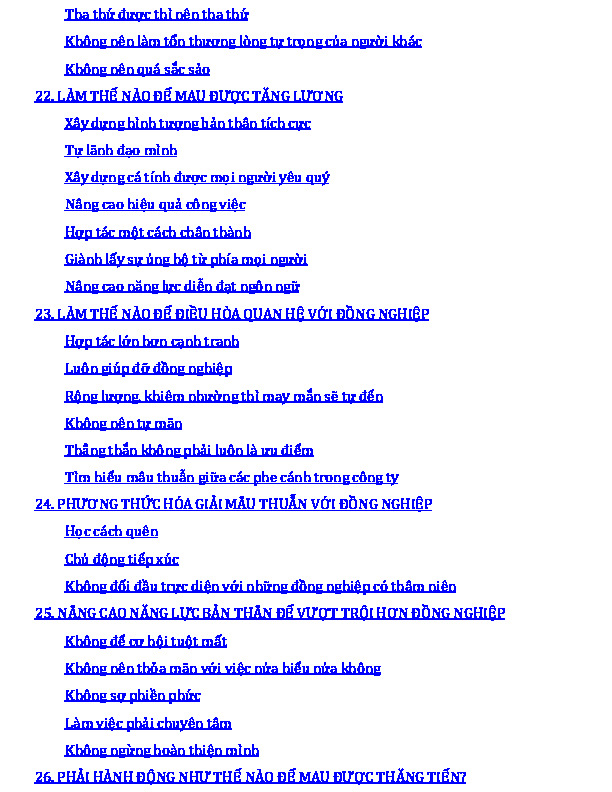 Tha thứ được thì nên tha thứ
Không nên làm tổn thương lòng tự trọng của người khác
Không nên quá sắc sảo
22. LÀM THẾ NÀO ĐỂ MAU ĐƯỢC TĂNG LƯƠNG
Xây dựng hình tượng bản thân tích cực
Tự lãnh đạo mình
Xây dựng cá tính được mọi người yêu quý
Nâng cao hiệu quả công việc
Hợp tác một cách chân thành
Giành lấy sự ủng hộ từ phía mọi người
Nâng cao năng lực diễn đạt ngôn ngữ
23. LÀM THẾ NÀO ĐỂ ĐIỀU HÒA QUAN HỆ VỚI ĐỒNG NGHIỆP
Hợp tác lớn hơn cạnh tranh
Luôn giúp đỡ đồng nghiệp
Rộng lượng, khiêm nhường thì may mắn sẽ tự đến
Không nên tự mãn
Thẳng thắn không phải luôn là ưu điểm
Tìm hiểu mâu thuẫn giữa các phe cánh trong công ty
24. PHƯƠNG THỨC HÓA GIẢI MÂU THUẪN VỚI ĐỒNG NGHIỆP
Học cách quên
Chủ động tiếp xúc
Không đối đầu trực diện với những đồng nghiệp có thâm niên
25. NÂNG CAO NĂNG LỰC BẢN THÂN ĐỂ VƯỢT TRỘI HƠN ĐỒNG NGHIỆP
Không để cơ hội tuột mất
Không nên thỏa mãn với việc nửa hiểu nửa không
Không sợ phiền phức
Làm việc phải chuyên tâm
Không ngừng hoàn thiện mình
26. PHẢI HÀNH ĐỘNG NHƯ THẾ NÀO ĐỂ MAU ĐƯỢC THĂNG TIẾN?